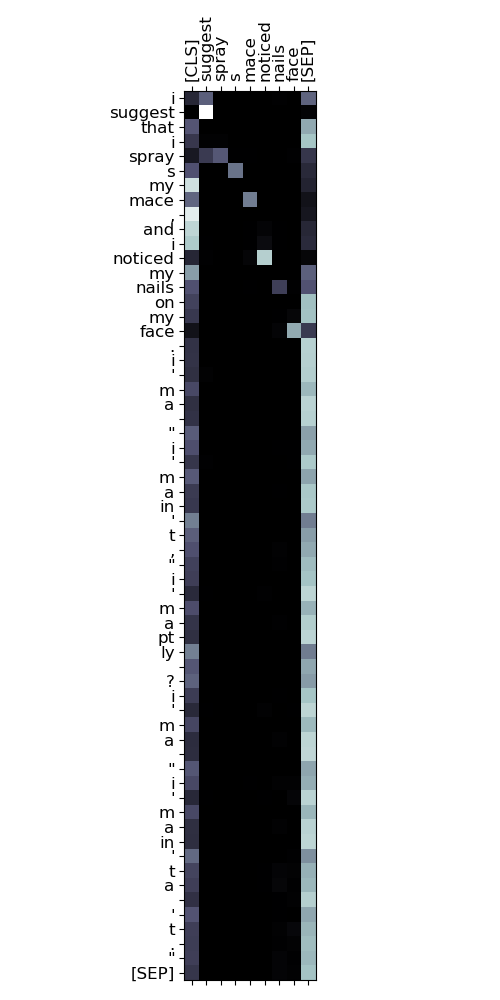 [CLS]
suggest
spray
s
mace
noticed
nails
face
[SEP]
i
suggest
that
i
spray
s
my
mace
,
and
i
noticed
my
nails
on
my
face
.
i
'
m
a
"
i
'
m
a
in
'
t
,
"
i
'
m
a
pt
ly
?
i
'
m
a
"
i
'
m
a
in
'
t
a
'
t
.
"
[SEP]